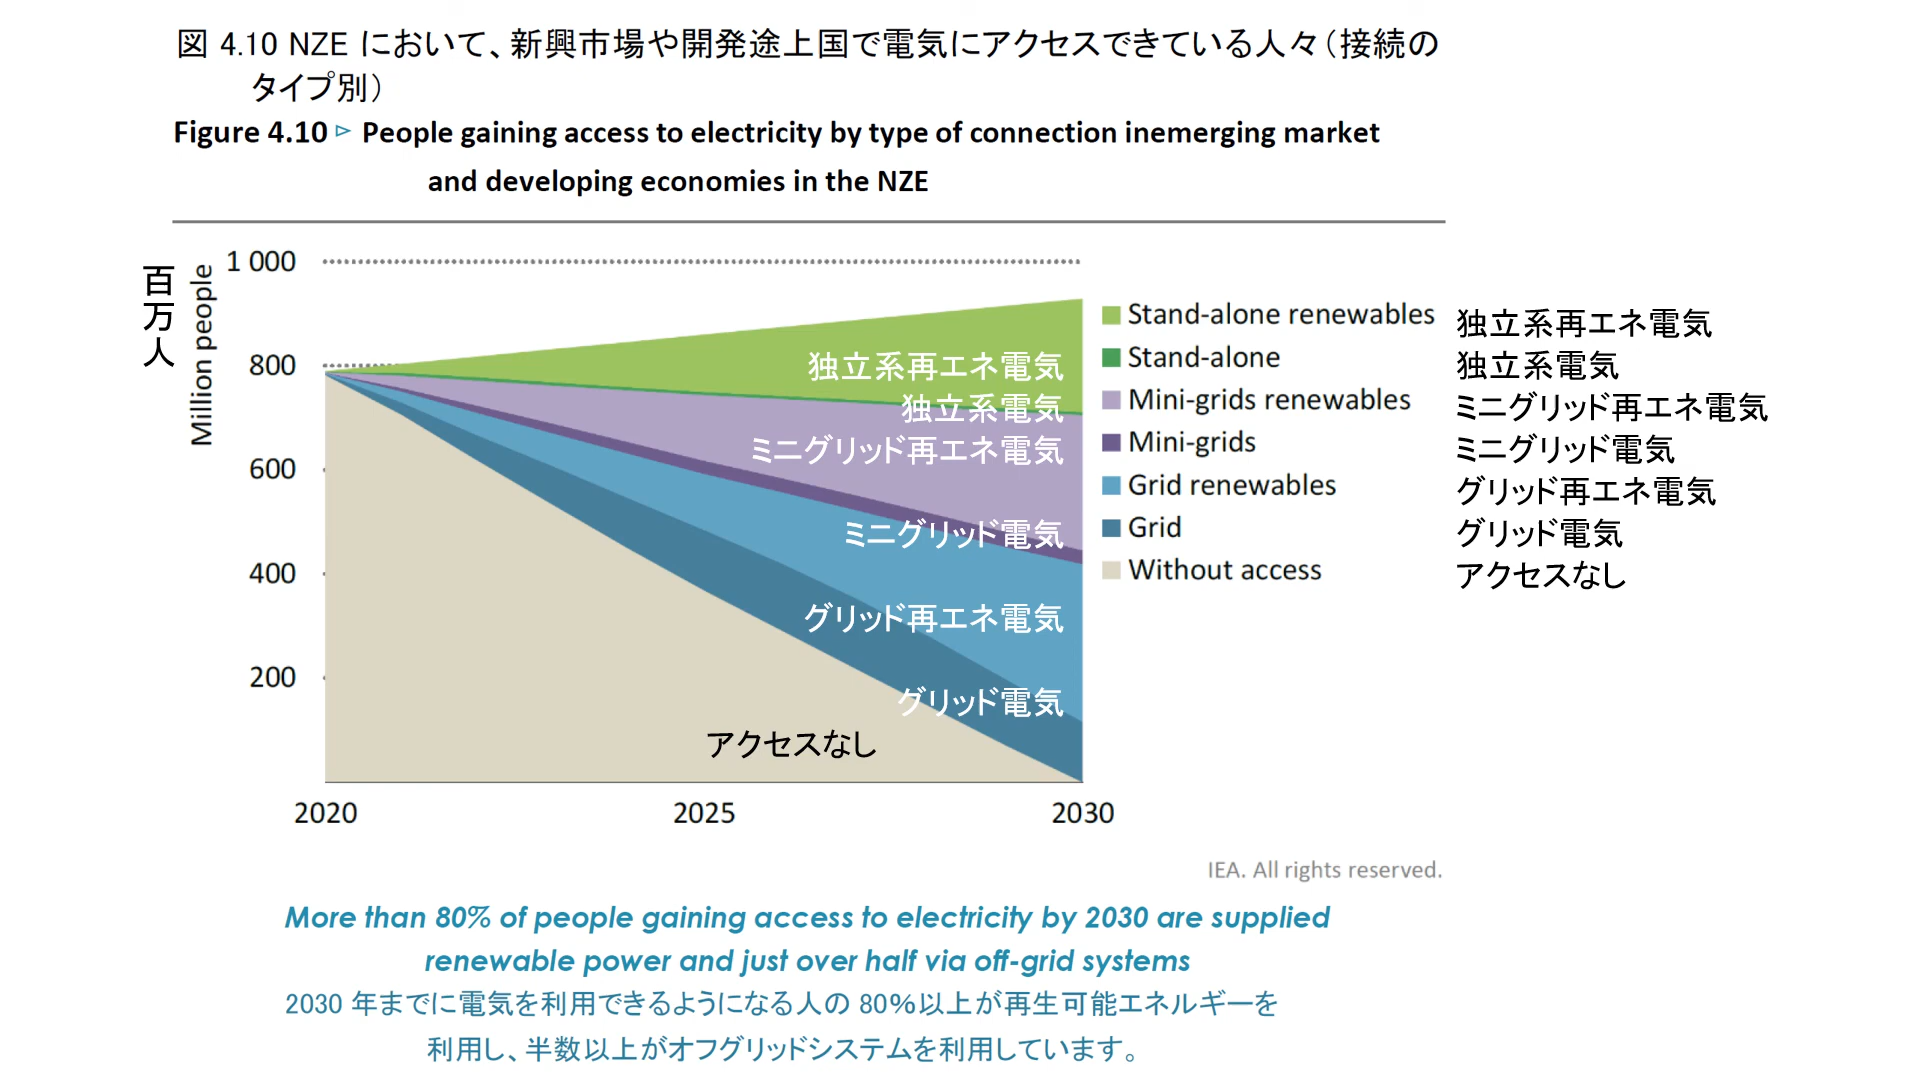 図 4.10 NZE において、新興市場や開発途上国で電気にアクセスできている人々（接続の
タイプ別）
Figure 4.10 ▷ People gaining access to electricity by type of connection inemerging market
and developing economies in the NZE
百万人
Million people
1 000
800
600
400
200
2020
2025
2030
独立系再エネ電気
独立系電気
ミニグリッド再エネ電気
ミニグリッド電気
グリッド再エネ電気
グリッド電気
アクセスなし
Stand-alone renewables 独立系再エネ電気
Stand-alone 独立系電気
Mini-grids renewables ミニグリッド再エネ電気
Mini-grids ミニグリッド電気
Grid renewables グリッド再エネ電気
Grid グリッド電気
Without access アクセスなし
IEA. All rights reserved.
More than 80% of people gaining access to electricity by 2030 are supplied
renewable power and just over half via off-grid systems
2030 年までに電気を利用できるようになる人の 80%以上が再生可能エネルギーを
利用し、半数以上がオフグリッドシステムを利用しています。